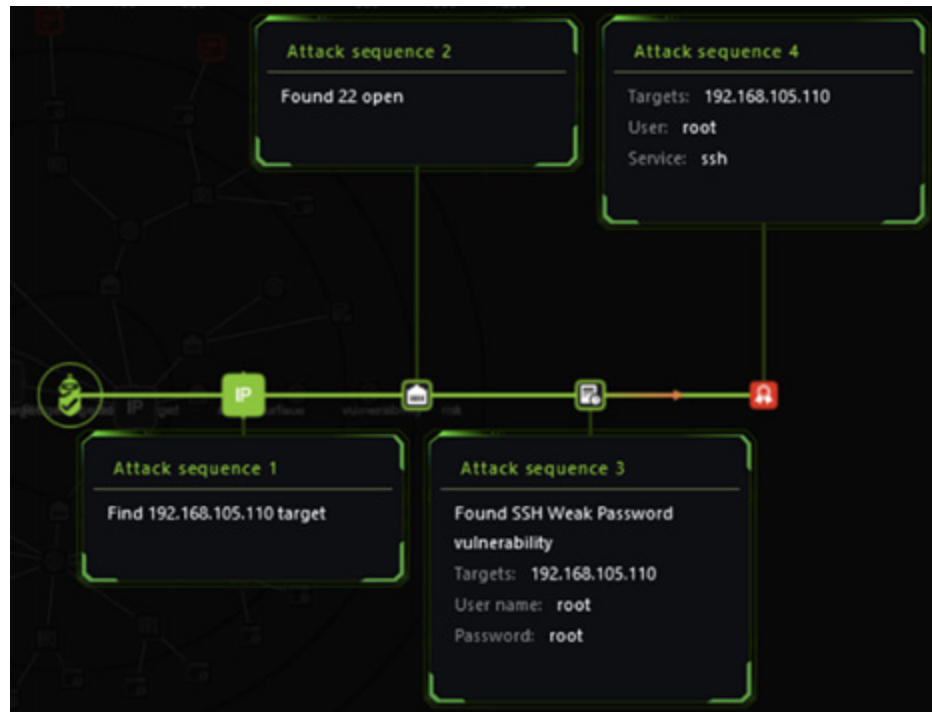 Attack sequence 2
Found 22 open
Attack sequence 4
Targets: 192.168.105.110
User: root
Service: ssh
IP
IP
Attack sequence 1
Find 192.168.105.110 target
Attack sequence 3
Found SSH Weak Password
vulnerability
Targets: 192.168.105.110
User name: root
Password: root